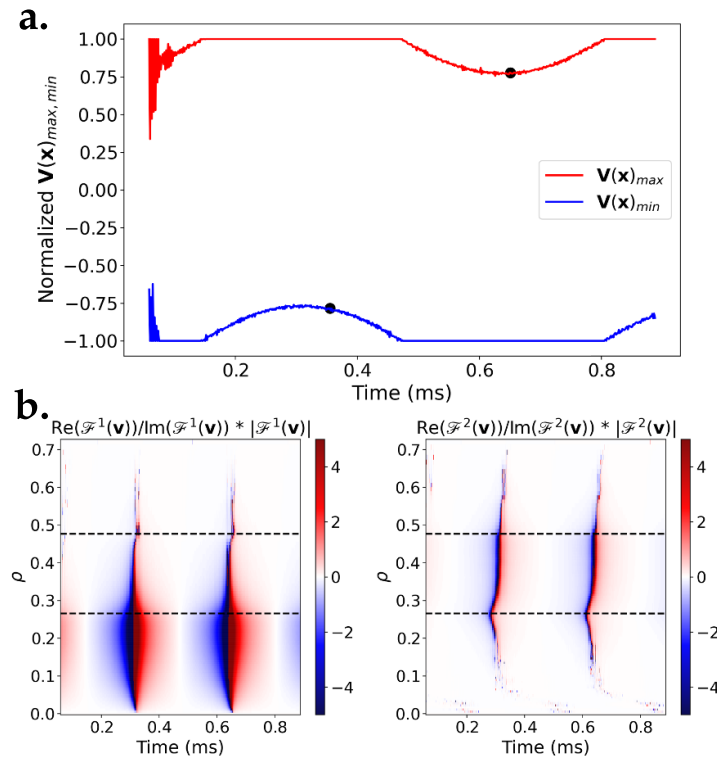 a.
1.00
0.75
0.50
0.25
0.00
−0.25
−0.50
−0.75
−1.00
Normalized V(x)max, min
V(x)max
V(x)min
0.2 0.4 0.6 0.8
Time (ms)
b.
Re(ℱ¹(v))/Im(ℱ¹(v)) * |ℱ¹(v)|
0.7
0.6
0.5
0.4
0.3
0.2
0.1
0.0
ρ
0.2 0.4 0.6 0.8
Time (ms)
4
2
0
−2
−4
Re(ℱ²(v))/Im(ℱ²(v)) * |ℱ²(v)|
0.7
0.6
0.5
0.4
0.3
0.2
0.1
0.0
ρ
0.2 0.4 0.6 0.8
Time (ms)
4
2
0
−2
−4